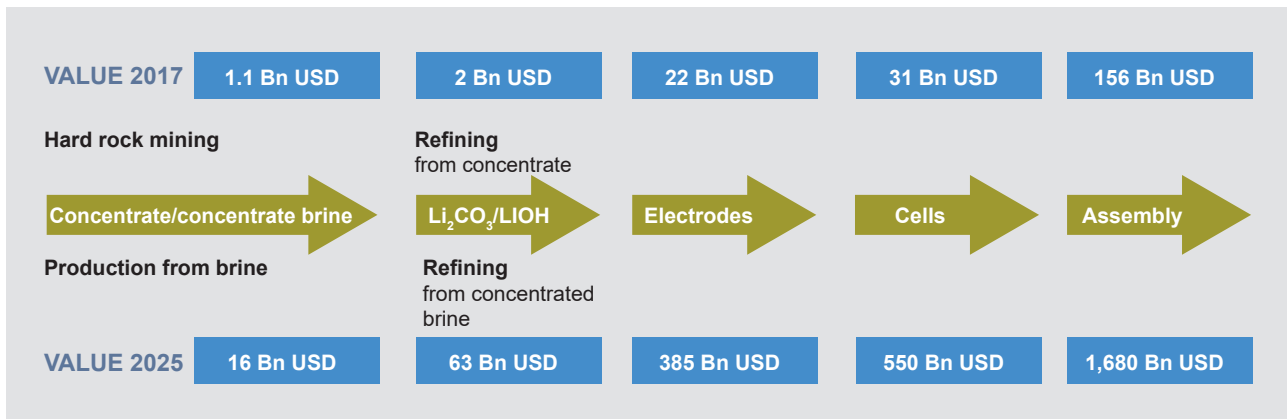 VALUE 2017 1.1 Bn USD 2 Bn USD 22 Bn USD 31 Bn USD 156 Bn USD
Hard rock mining
Refining
from concentrate
Concentrate/concentrate brine Li₂CO₃/LIOH Electrodes Cells Assembly
Production from brine
Refining
from concentrated
brine
VALUE 2025 16 Bn USD 63 Bn USD 385 Bn USD 550 Bn USD 1,680 Bn USD